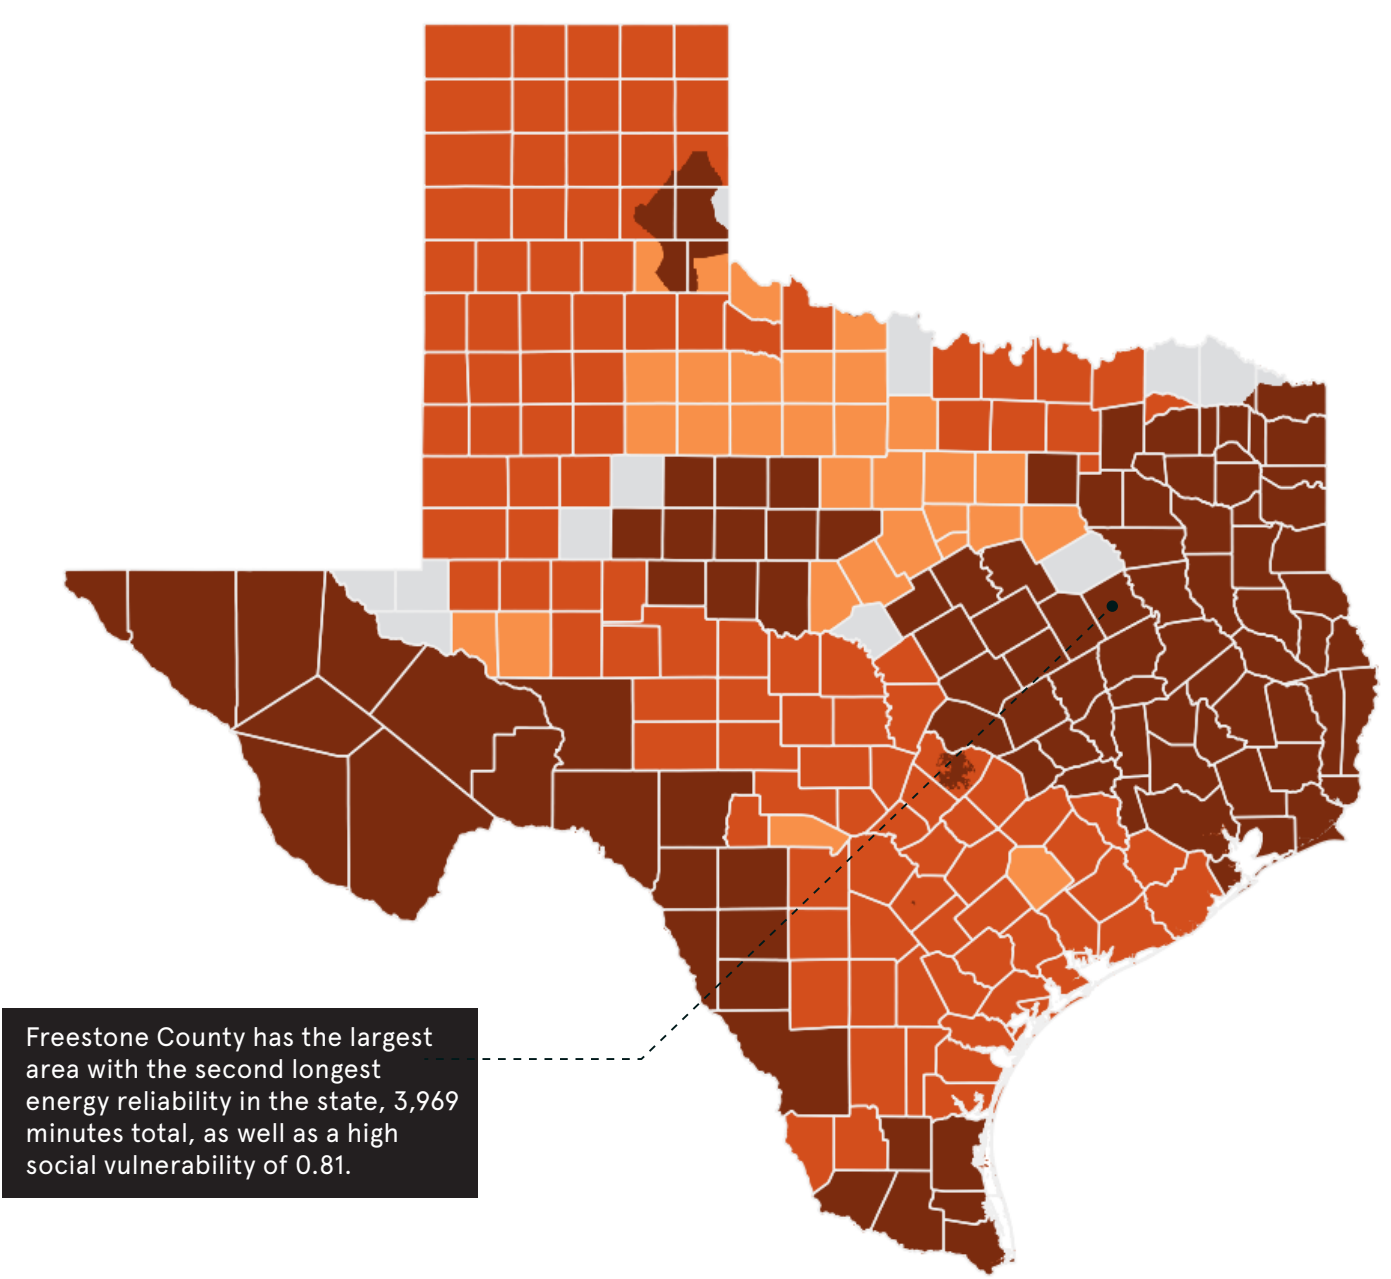 Freestone County has the largest
area with the second longest
energy reliability in the state, 3,969
minutes total, as well as a high
social vulnerability of 0.81.